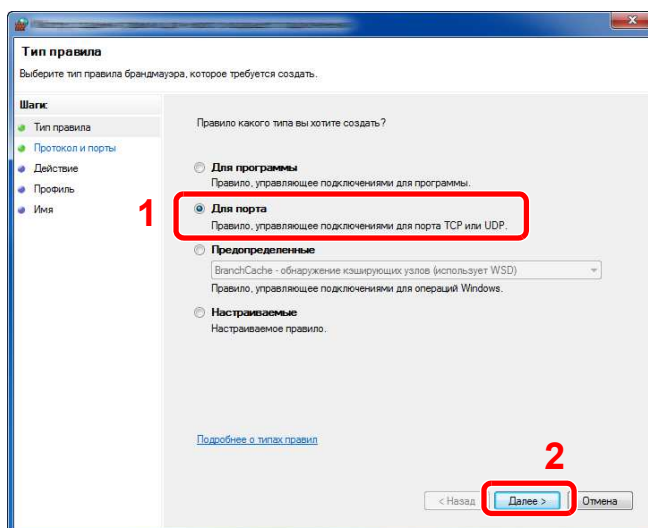 Тип правила
Выберите тип правила брандмауэра, которое требуется создать.
Шаги:
Тип правила
Протокол и порты
Действие
Профиль
Имя
Правило какого типа вы хотите создать?
Для программы
Правило, управляющее подключениями для программы.
1
Для порта
Правило, управляющее подключениями для порта TCP или UDP.
Предопределенные
BranchCache - обнаружение кэширующих узлов (использует WSD)
Правило, управляющее подключениями для операций Windows.
Настраиваемые
Настраиваемое правило.
Подробнее о типах правил
2
< Назад Далее > Отмена